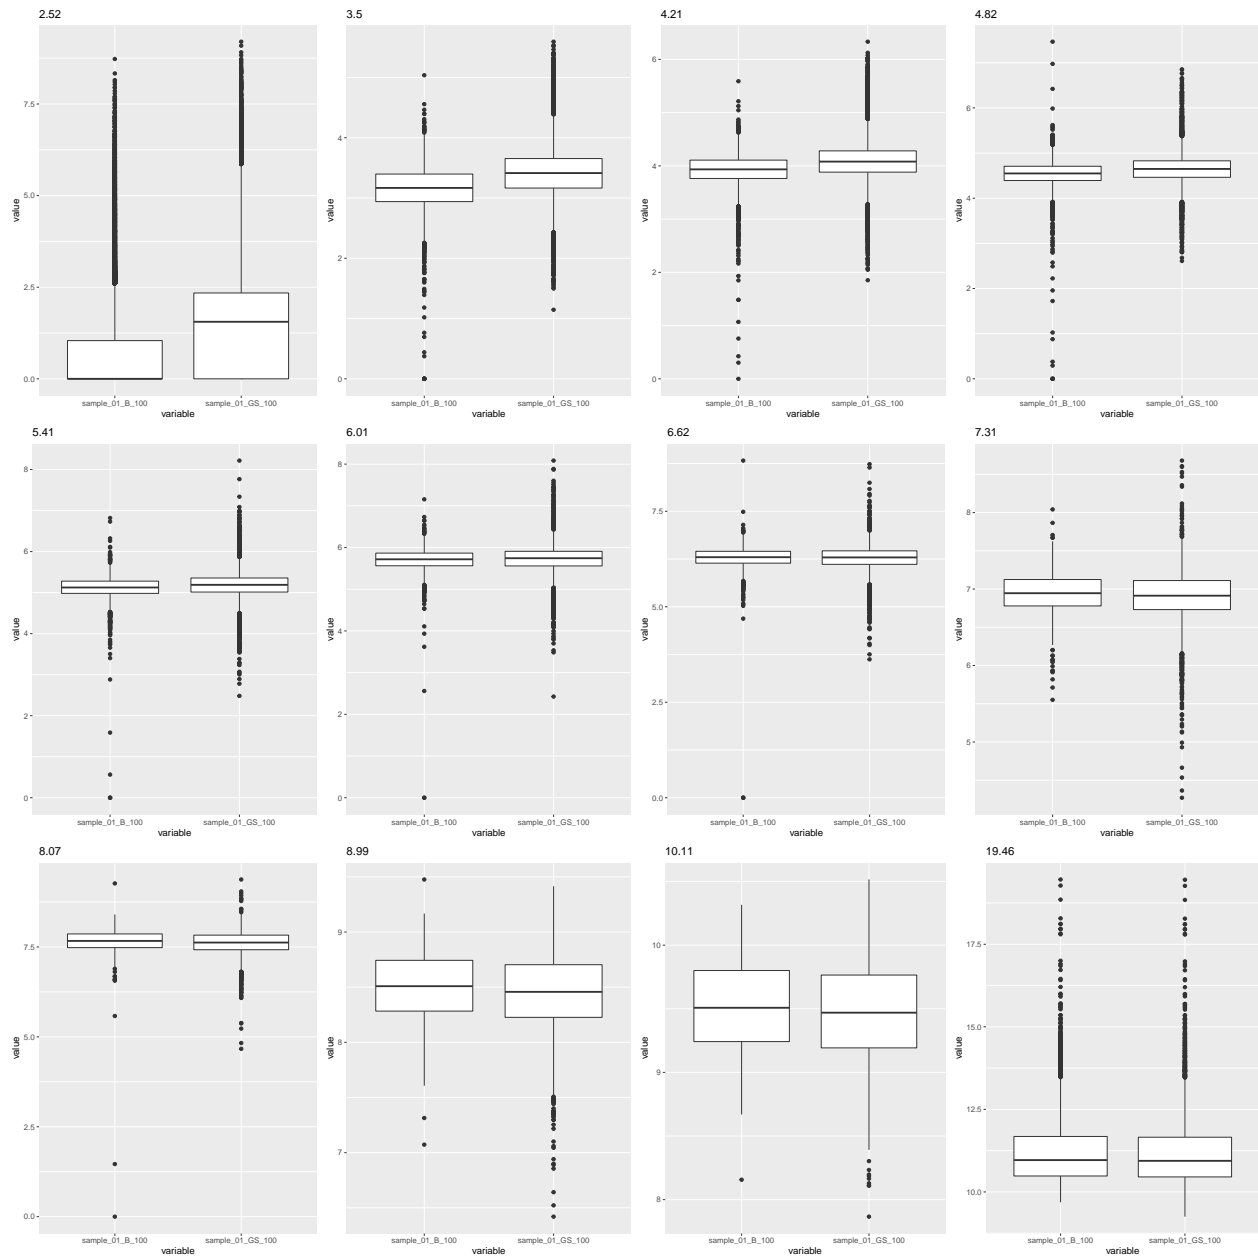 2.52
3.5
4.21
4.82
value
7.5
5.0
2.5
0.0
sample_01_B_100
sample_01_GS_100
variable
value
4
2
0
sample_01_B_100
sample_01_GS_100
variable
value
6
4
2
0
sample_01_B_100
sample_01_GS_100
variable
value
6
4
2
0
sample_01_B_100
sample_01_GS_100
variable
5.41
6.01
6.62
7.31
value
8
6
4
2
0
sample_01_B_100
sample_01_GS_100
variable
value
8
6
4
2
0
sample_01_B_100
sample_01_GS_100
variable
value
7.5
5.0
2.5
0.0
sample_01_B_100
sample_01_GS_100
variable
value
8
7
6
5
sample_01_B_100
sample_01_GS_100
variable
8.07
8.99
10.11
19.46
value
7.5
5.0
2.5
0.0
sample_01_B_100
sample_01_GS_100
variable
value
9
8
7
sample_01_B_100
sample_01_GS_100
variable
value
10
9
8
sample_01_B_100
sample_01_GS_100
variable
value
17.5
15.0
12.5
10.0
sample_01_B_100
sample_01_GS_100
variable